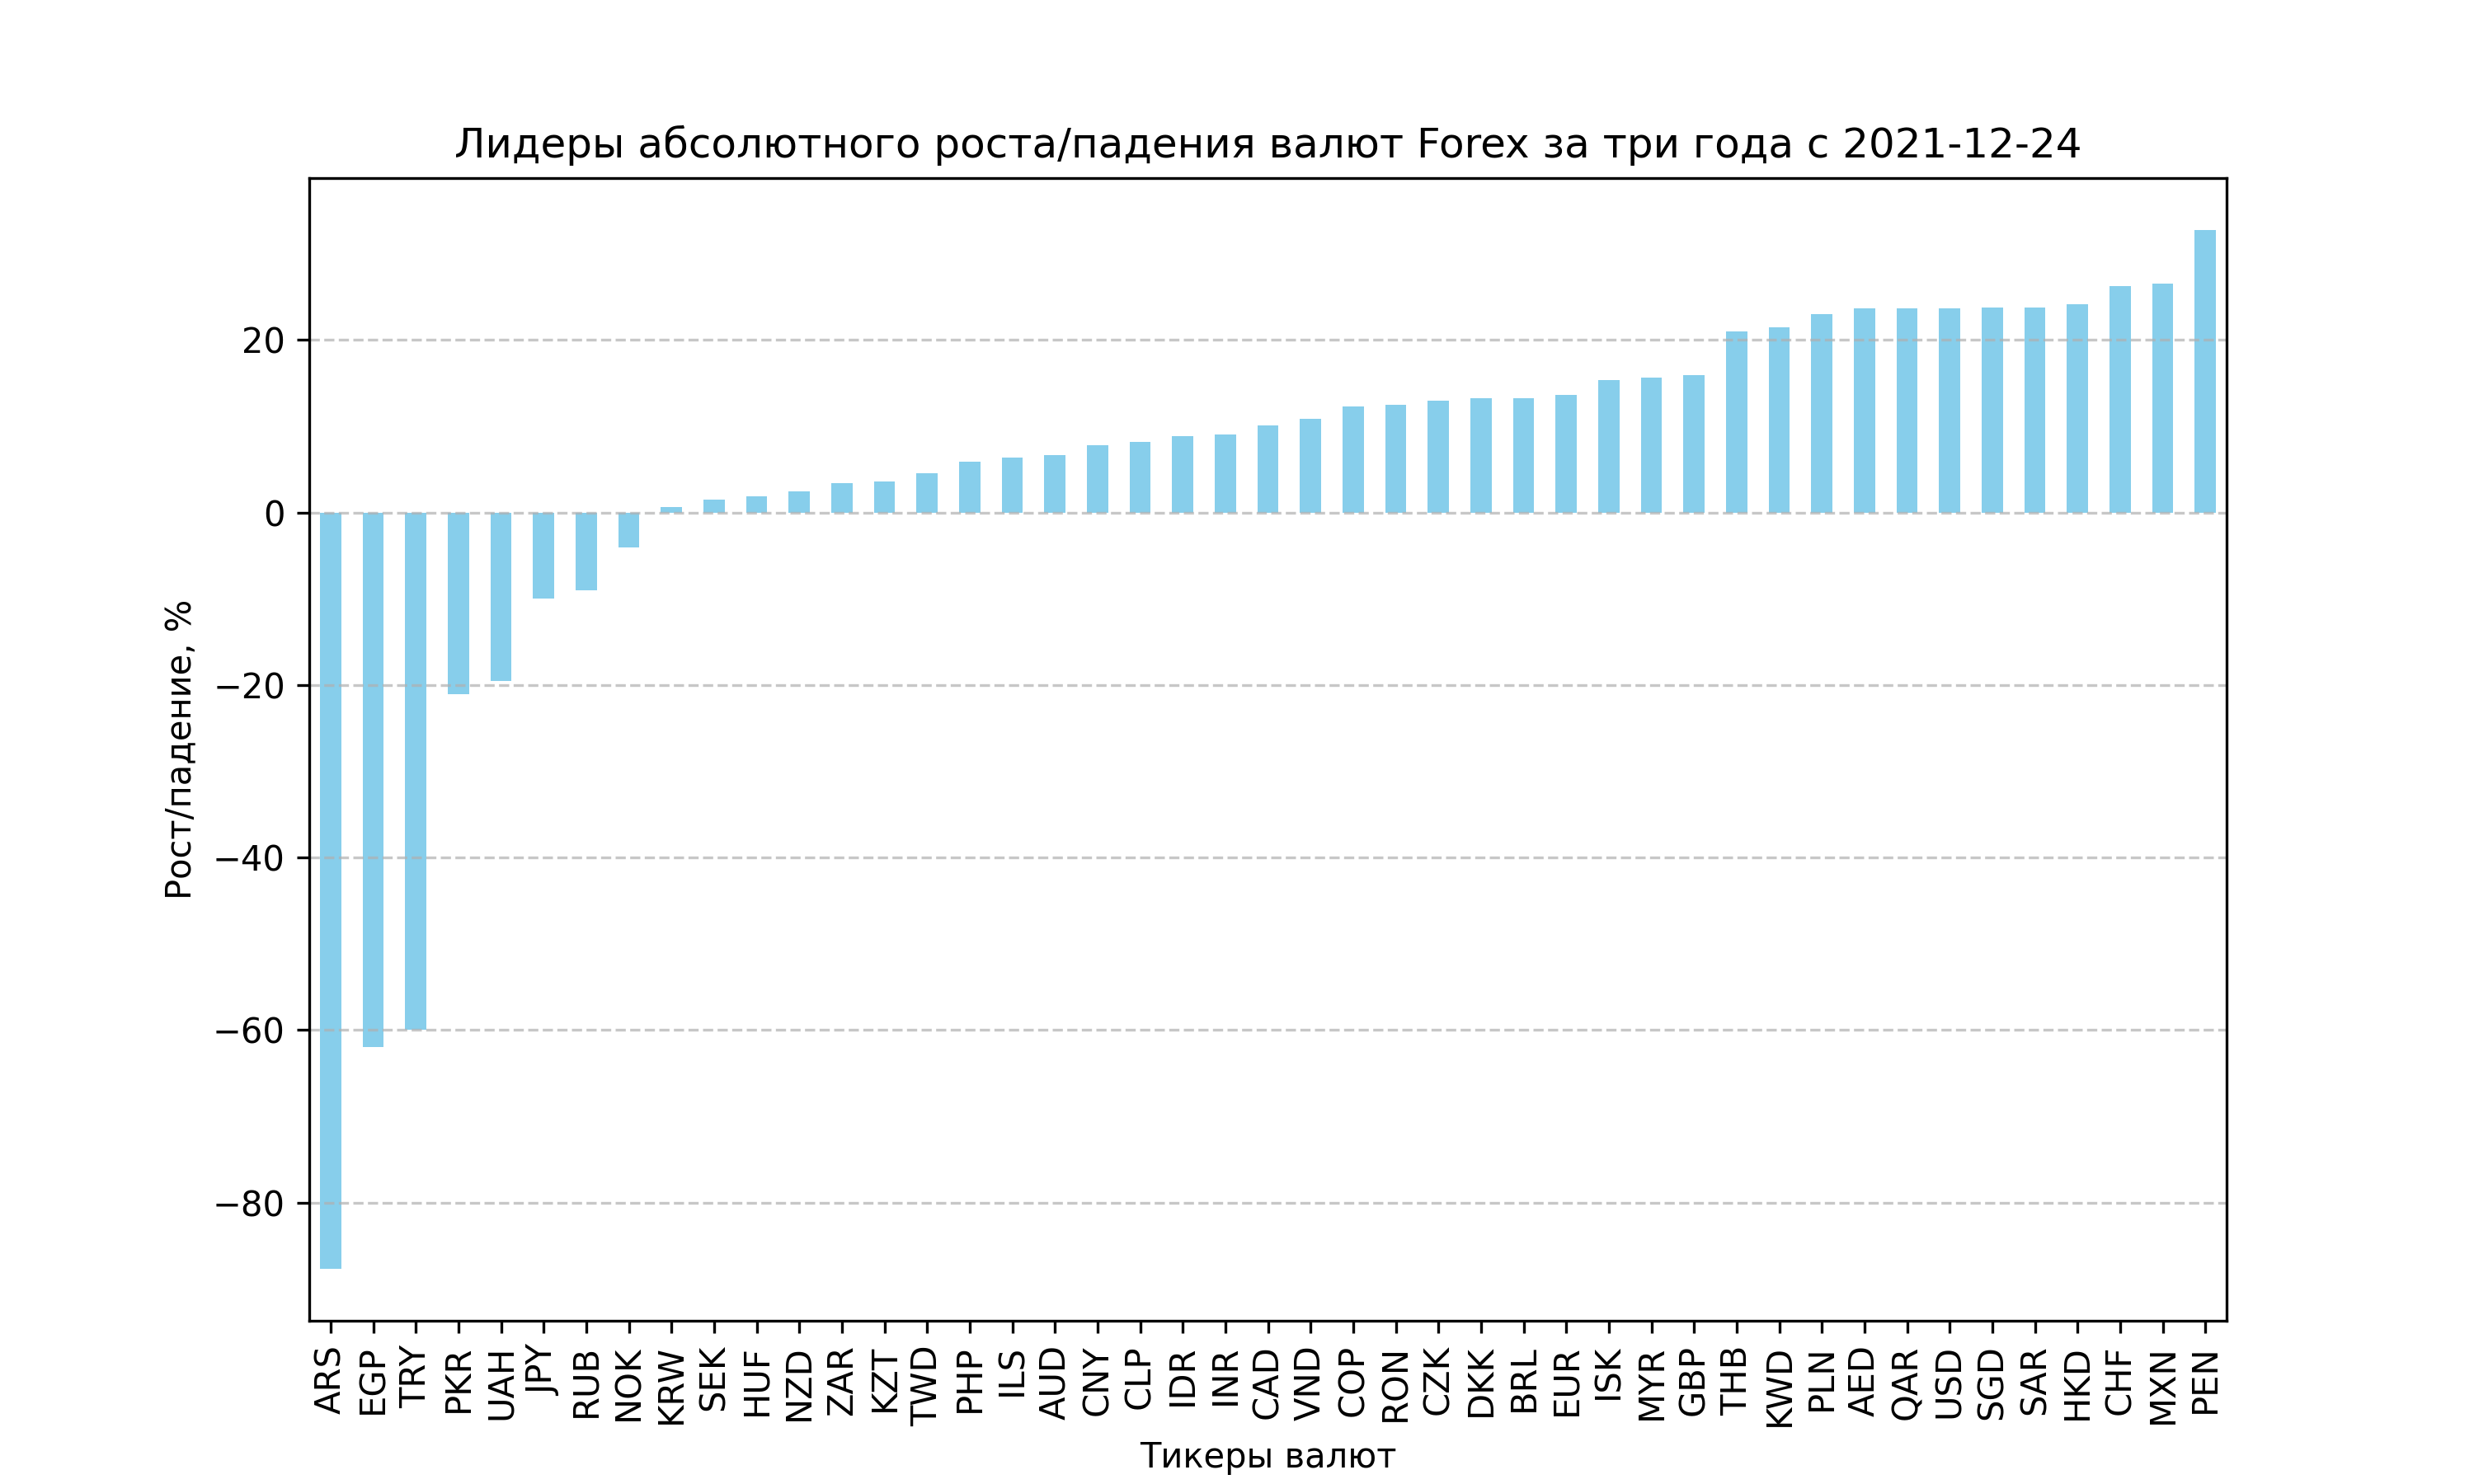 Лидеры абсолютного роста/падения валют Forex за три года с 2021-12-24
Рост/падение, %
20
0
−20
−40
−60
−80
ARS EGP TRY PKR UAH JPY RUB NOK KRW SEK HUF NZD ZAR KZT TWD PHP ILS AUD CNY CLP IDR INR CAD VND COP RON CZK DKK BRL EUR ISK MYR GBP THB KWD PLN AED QAR USD SGD SAR HKD CHF MXN PEN
Тикеры валют